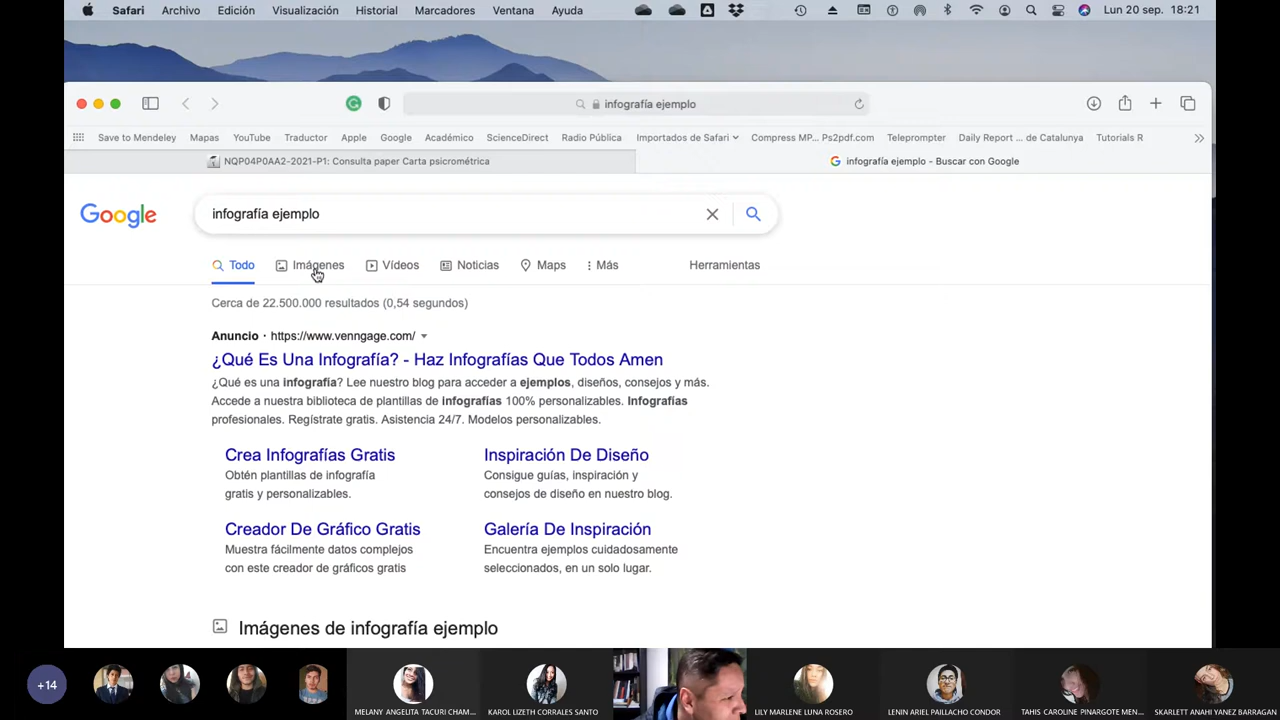 Safari Archivo Edición Visualización Historial Marcadores Ventana Ayuda Lun 20 sep. 18:21
infografía ejemplo
Save to Mendeley Mapas YouTube Traductor Apple Google Académico ScienceDirect Radio Pública Importados de Safari Compress MP... Ps2pdf.com Teleprompter Daily Report ... de Catalunya Tutorials R
NQP04P0AA2-2021-P1: Consulta paper Carta psicrométrica
infografía ejemplo - Buscar con Google
Google
infografía ejemplo
Todo Imágenes Vídeos Noticias Maps Más Herramientas
Cerca de 22.500.000 resultados (0,54 segundos)
Anuncio · https://www.venngage.com/
¿Qué Es Una Infografía? - Haz Infografías Que Todos Amen
¿Qué es una infografía? Lee nuestro blog para acceder a ejemplos, diseños, consejos y más.
Accede a nuestra biblioteca de plantillas de infografías 100% personalizables. Infografías
profesionales. Regístrate gratis. Asistencia 24/7. Modelos personalizables.
Crea Infografías Gratis
Obtén plantillas de infografía
gratis y personalizables.
Inspiración De Diseño
Consigue guías, inspiración y
consejos de diseño en nuestro blog.
Creador De Gráfico Gratis
Muestra fácilmente datos complejos
con este creador de gráficos gratis
Galería De Inspiración
Encuentra ejemplos cuidadosamente
seleccionados, en un solo lugar.
Imágenes de infografía ejemplo
+14
MELANY ANGELITA TACURI CHAM...
KAROL LIZETH CORRALES SANTO
LILY MARLENE LUNA ROSERO
LENIN ARIEL PAILLACHO CONDOR
TAHIS CAROLINE PINARGOTE MEN...
SKARLETT ANAHI YANEZ BARRAGAN